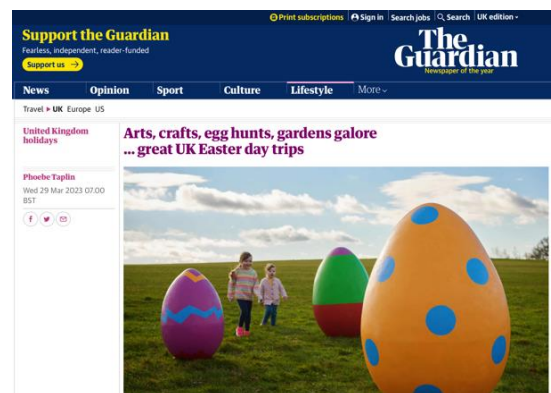 Print subscriptions Sign in Search jobs Search UK edition
Support the Guardian
Fearless, independent, reader-funded
Support us →
The
Guardian
Newspaper of the year
News Opinion Sport Culture Lifestyle More
Travel ▸ UK Europe US
United Kingdom
holidays
Arts, crafts, egg hunts, gardens galore
... great UK Easter day trips
Phoebe Taplin
Wed 29 Mar 2023 07.00
BST